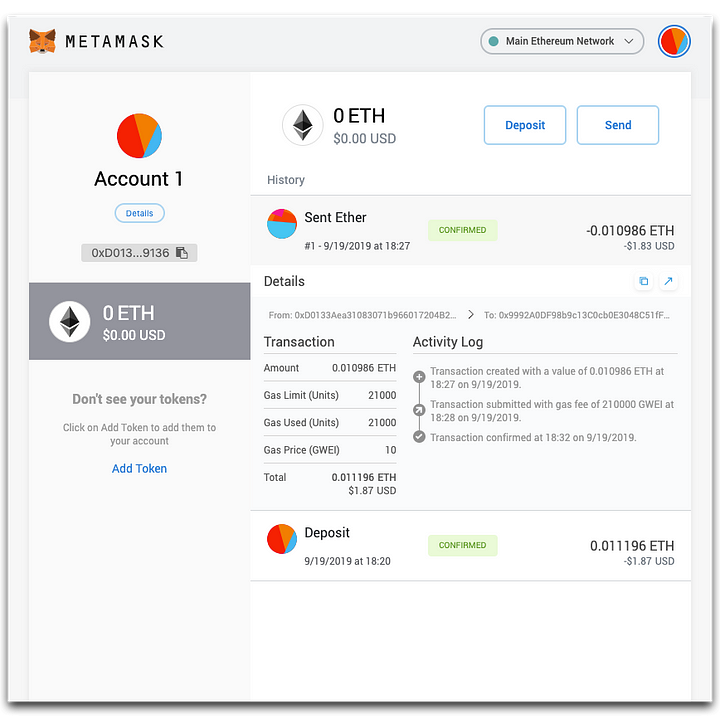 METAMASK
Main Ethereum Network
Account 1
Details
0xD013...9136
0 ETH
$0.00 USD
Don't see your tokens?
Click on Add Token to add them to
your account
Add Token
0 ETH
$0.00 USD
Deposit
Send
History
Sent Ether
#1 - 9/19/2019 at 18:27
CONFIRMED
-0.010986 ETH
-$1.83 USD
Details
From: 0xD0133Aea31083071b966017204B2...
To: 0x9992A0DF98b9c13C0cb0E3048C51fF...
Transaction
Amount 0.010986 ETH
Gas Limit (Units) 21000
Gas Used (Units) 21000
Gas Price (GWEI) 10
Total 0.011196 ETH
$1.87 USD
Activity Log
Transaction created with a value of 0.010986 ETH at
18:27 on 9/19/2019.
Transaction submitted with gas fee of 210000 GWEI at
18:28 on 9/19/2019.
Transaction confirmed at 18:32 on 9/19/2019.
Deposit
9/19/2019 at 18:20
CONFIRMED
0.011196 ETH
-$1.87 USD